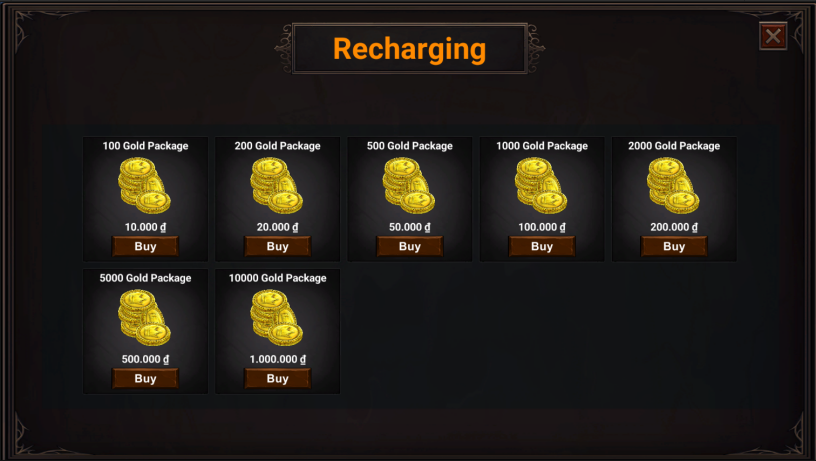 Recharging
100 Gold Package
200 Gold Package
500 Gold Package
1000 Gold Package
2000 Gold Package
10.000 ₫
20.000 ₫
50.000 ₫
100.000 ₫
200.000 ₫
Buy
Buy
Buy
Buy
Buy
5000 Gold Package
10000 Gold Package
500.000 ₫
1.000.000 ₫
Buy
Buy